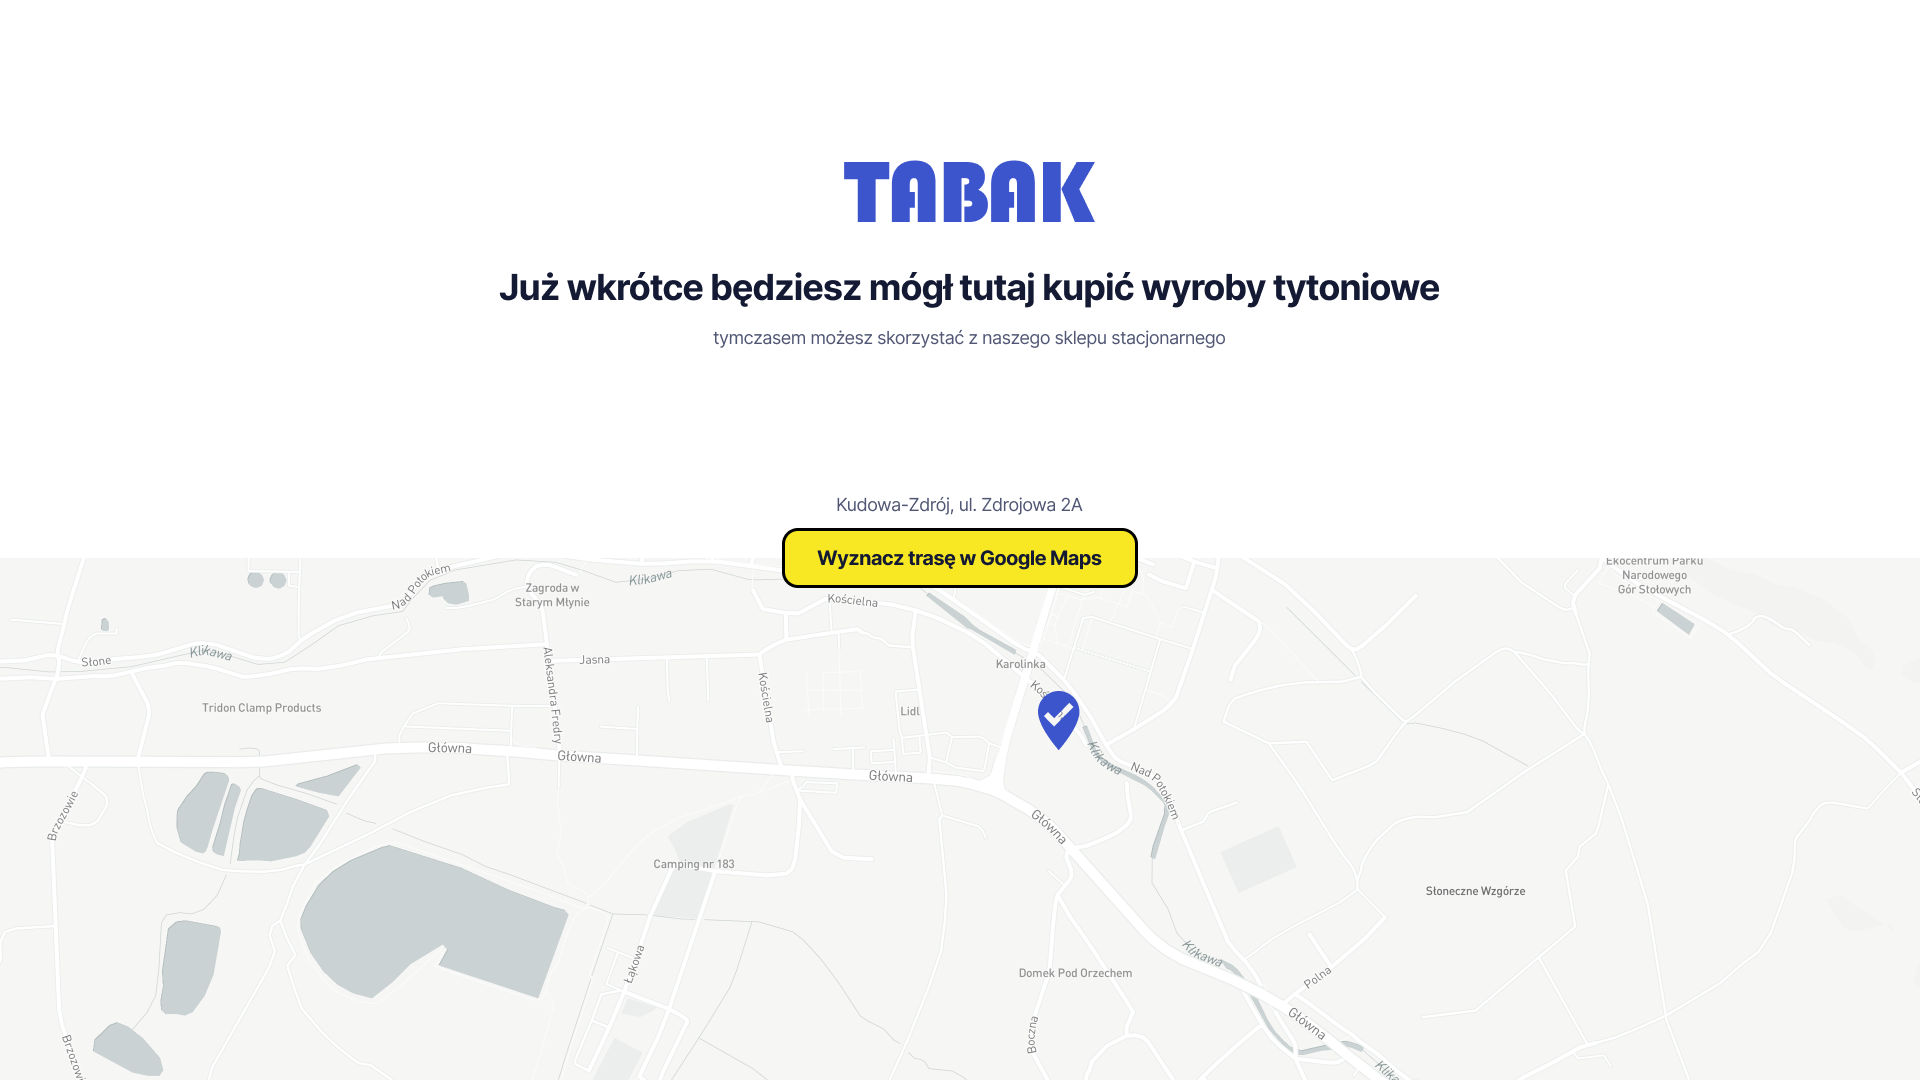 TABAK
Już wkrótce będziesz mógł tutaj kupić wyroby tytoniowe
tymczasem możesz skorzystać z naszego sklepu stacjonarnego
Kudowa-Zdrój, ul. Zdrojowa 2A
Wyznacz trasę w Google Maps
Ekocentrum Parku
Narodowego
Gór Stołowych
Nad Potokiem
Klikawa
Zagroda w
Starym Młynie
Kościelna
Słone
Klikawa
Jasna
Aleksandra Fredry
Kościelna
Karolinka
Tridon Clamp Products
Lidl
Główna
Główna
Główna
Klikawa
Nad Potokiem
Brzozowie
Główna
Camping nr 183
Słoneczne Wzgórze
Łąkowa
Klikawa
Domek Pod Orzechem
Polna
Boczna
Główna